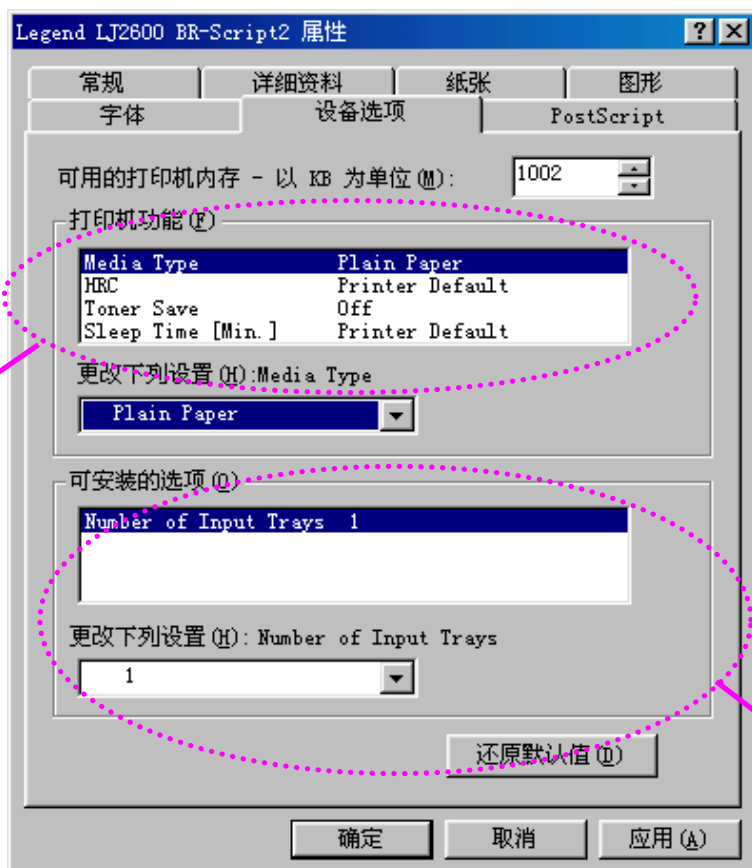 Legend LJ2600 BR-Script2 属性
常规 详细资料 纸张 图形
字体 设备选项 PostScript
可用的打印机内存 - 以 KB 为单位(M): 1002
打印机功能(F)
Media Type Plain Paper
HRC Printer Default
Toner Save Off
Sleep Time [Min.] Printer Default
更改下列设置(H):Media Type
Plain Paper
可安装的选项(O)
Number of Input Trays 1
更改下列设置(H): Number of Input Trays
1
还原默认值(D)
确定 取消 应用(A)